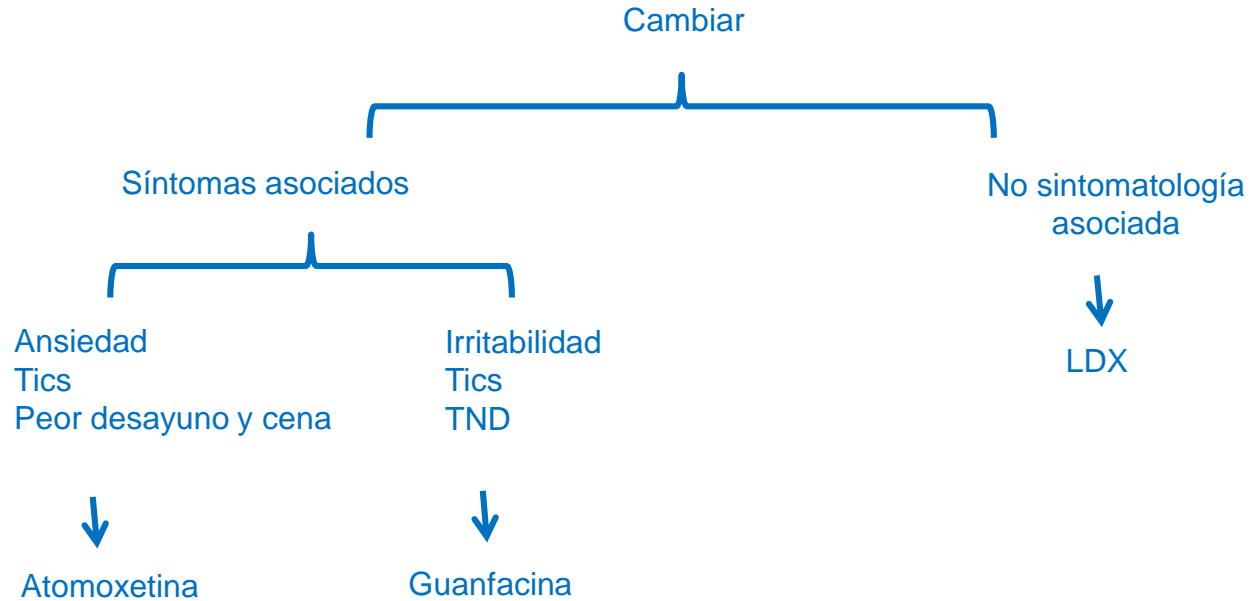 Cambiar
Síntomas asociados
No sintomatología
asociada
Ansiedad
Tics
Peor desayuno y cena
Irritabilidad
Tics
TND
LDX
Atomoxetina
Guanfacina